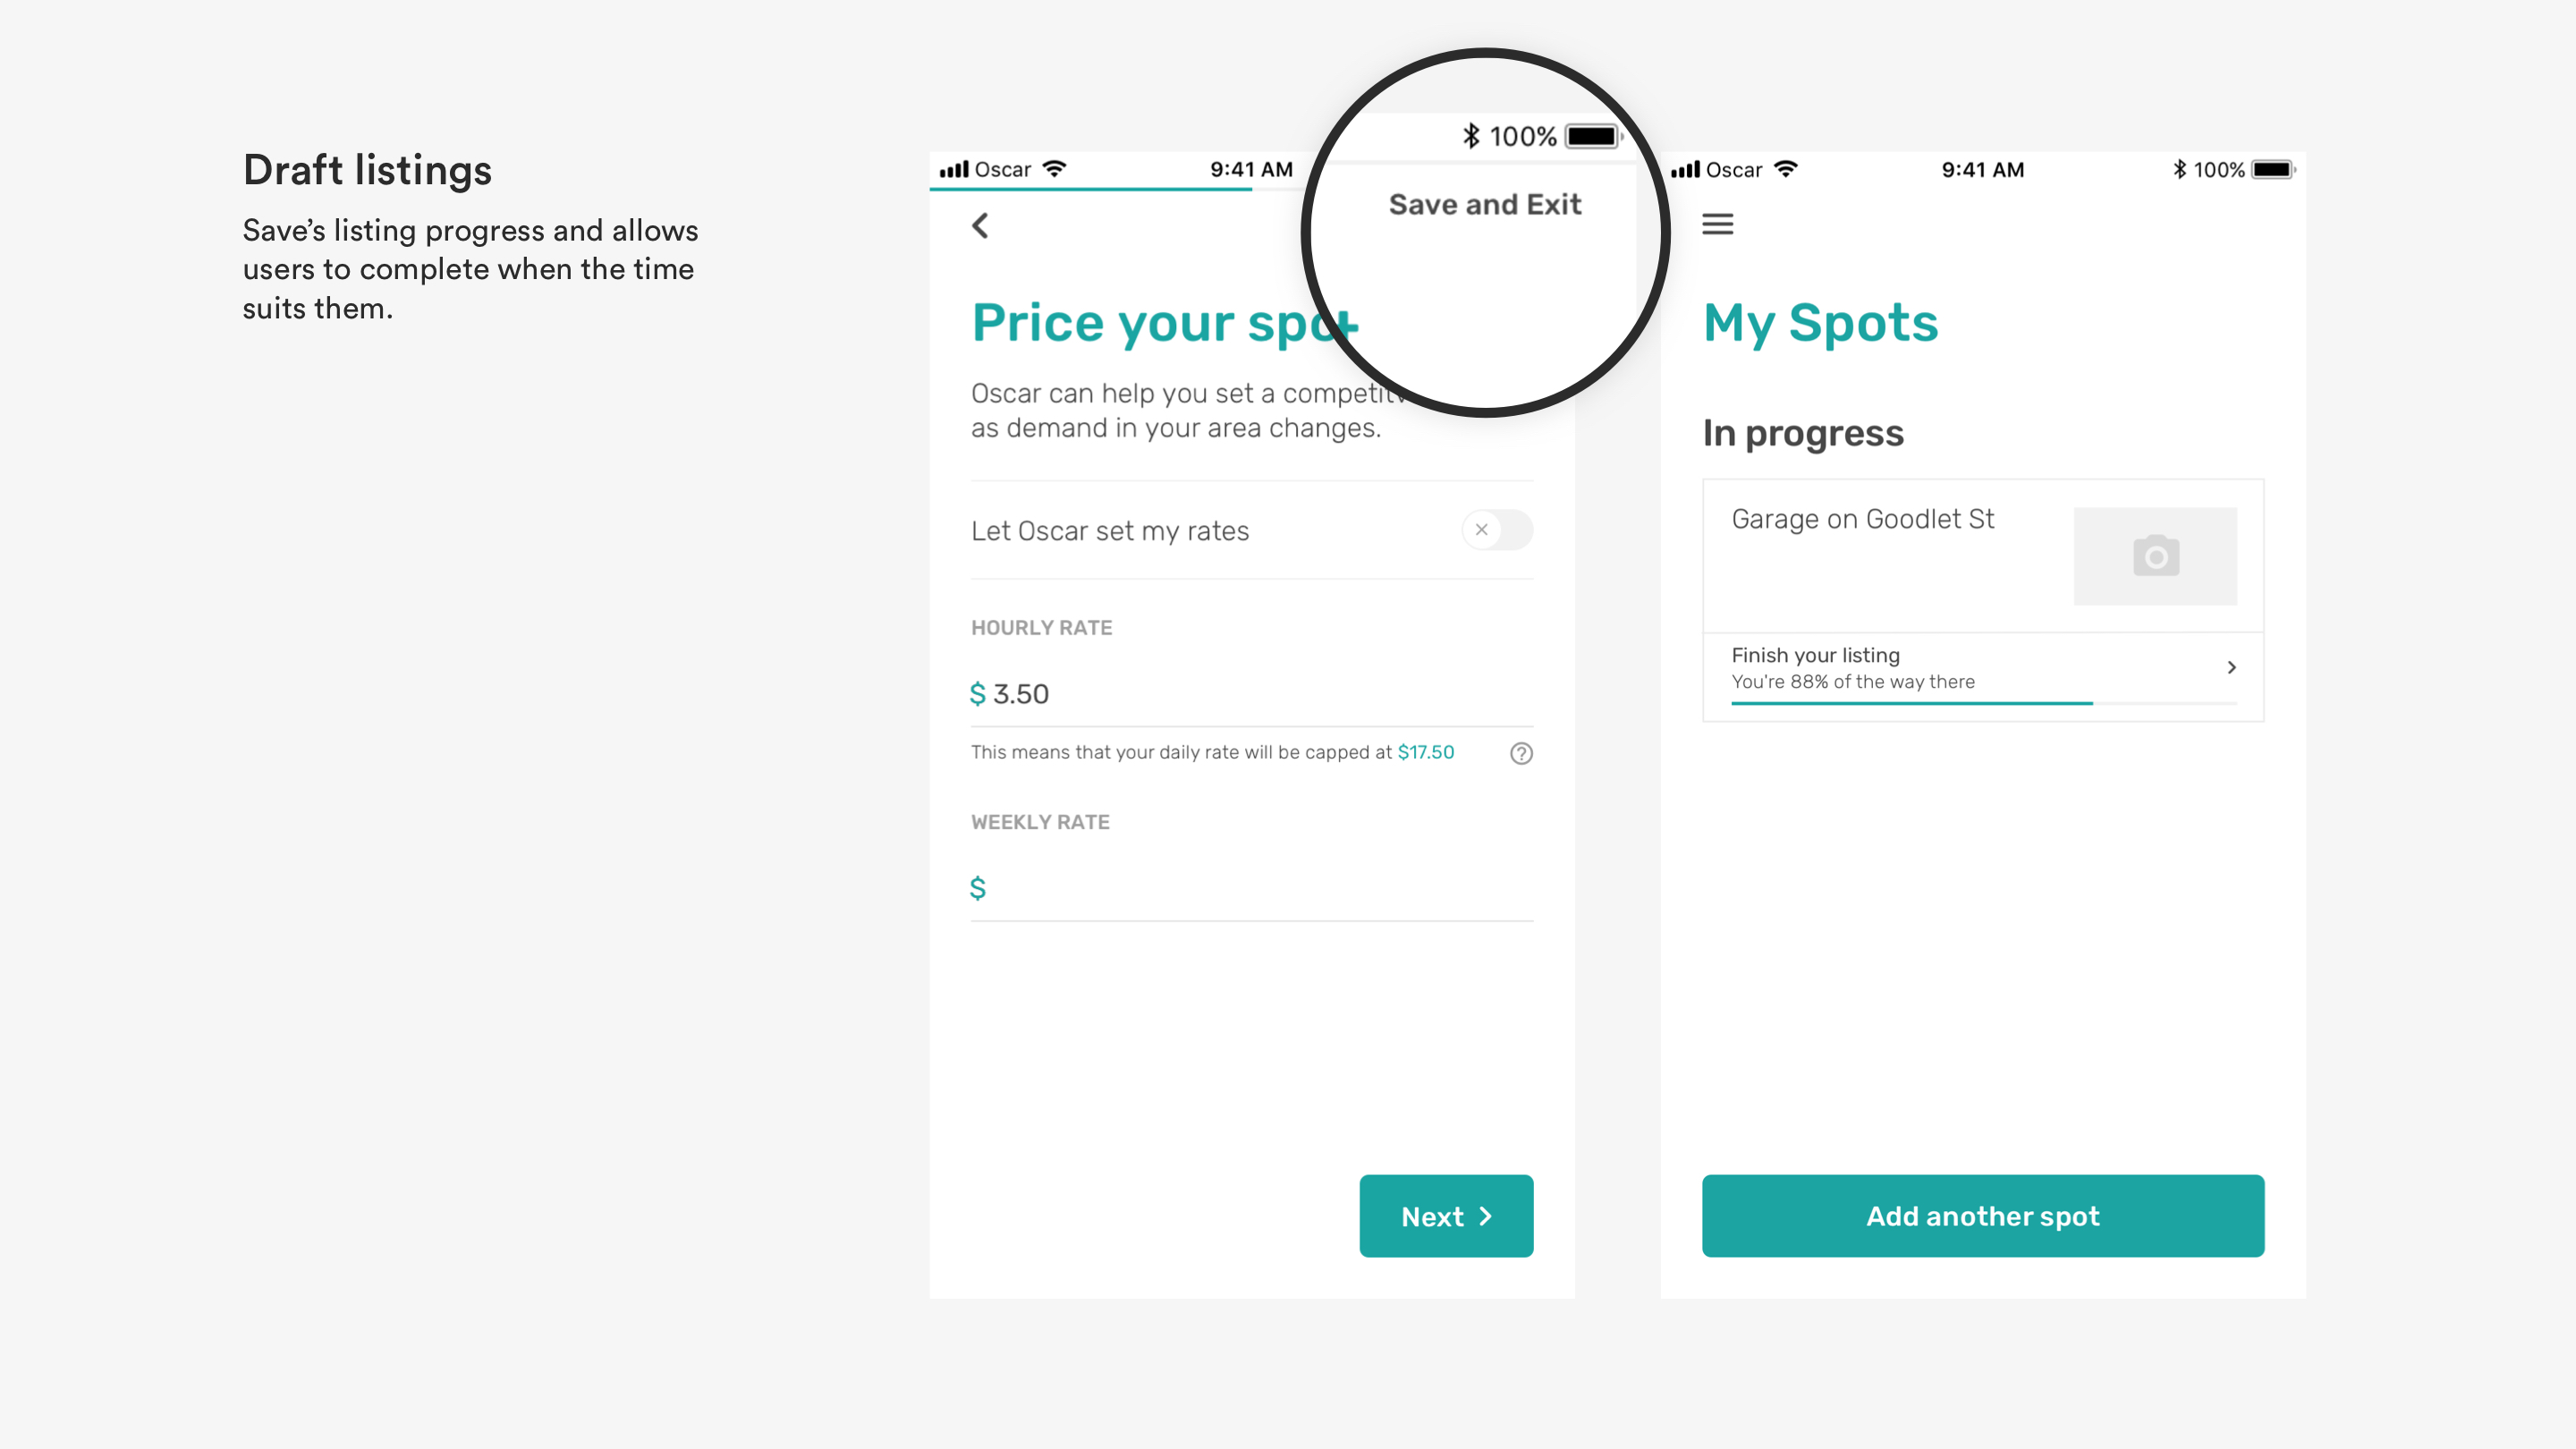 Draft listings
Save's listing progress and allows
users to complete when the time
suits them.
Oscar
9:41 AM
100%
Save and Exit
Price your spot
Oscar can help you set a
as demand in your area changes.
Let Oscar set my rates
HOURLY RATE
$ 3.50
This means that your daily rate will be capped at $17.50
WEEKLY RATE
$
Next
Oscar
9:41 AM
100%
My Spots
In progress
Garage on Goodlet St
Finish your listing
You're 88% of the way there
Add another spot